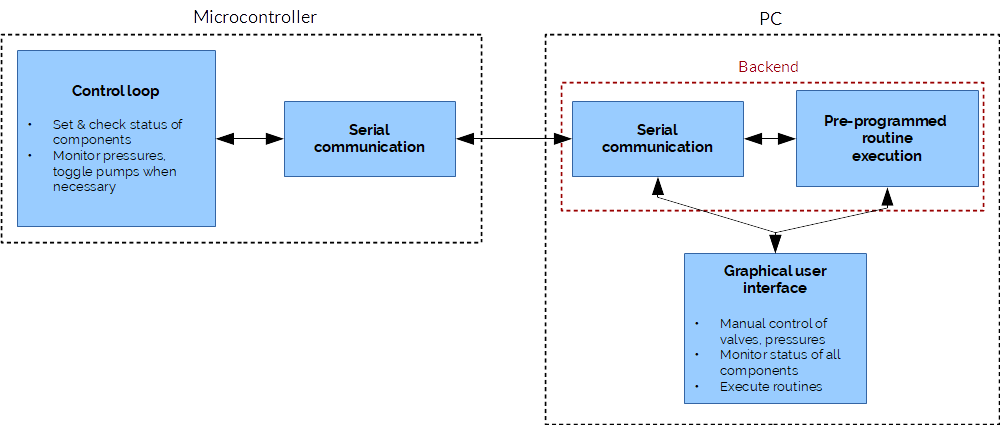 Microcontroller
Control loop
• Set & check status of
components
• Monitor pressures,
toggle pumps when
necessary
Serial
communication
PC
Backend
Serial
communication
Pre-programmed
routine
execution
Graphical user
interface
• Manual control of
valves, pressures
• Monitor status of all
components
• Execute routines